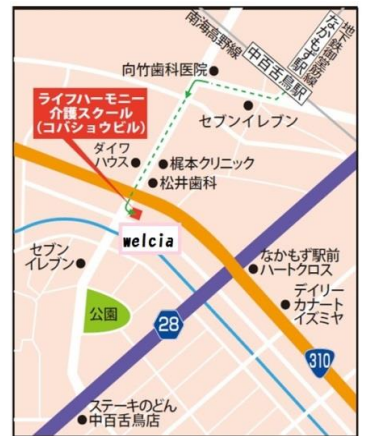 南海高野線
中百舌鳥駅
地下鉄御堂筋線
なかもず駅
向竹歯科医院
セブンイレブン
ライフハーモニー
介護スクール
(コバショウビル)
ダイワ
ハウス
梶本クリニック
松井歯科
welcia
セブン
イレブン
なかもず駅前
ハートクロス
デイリー
カナート
イズミヤ
公園
28
310
ステーキのどん
中百舌鳥店